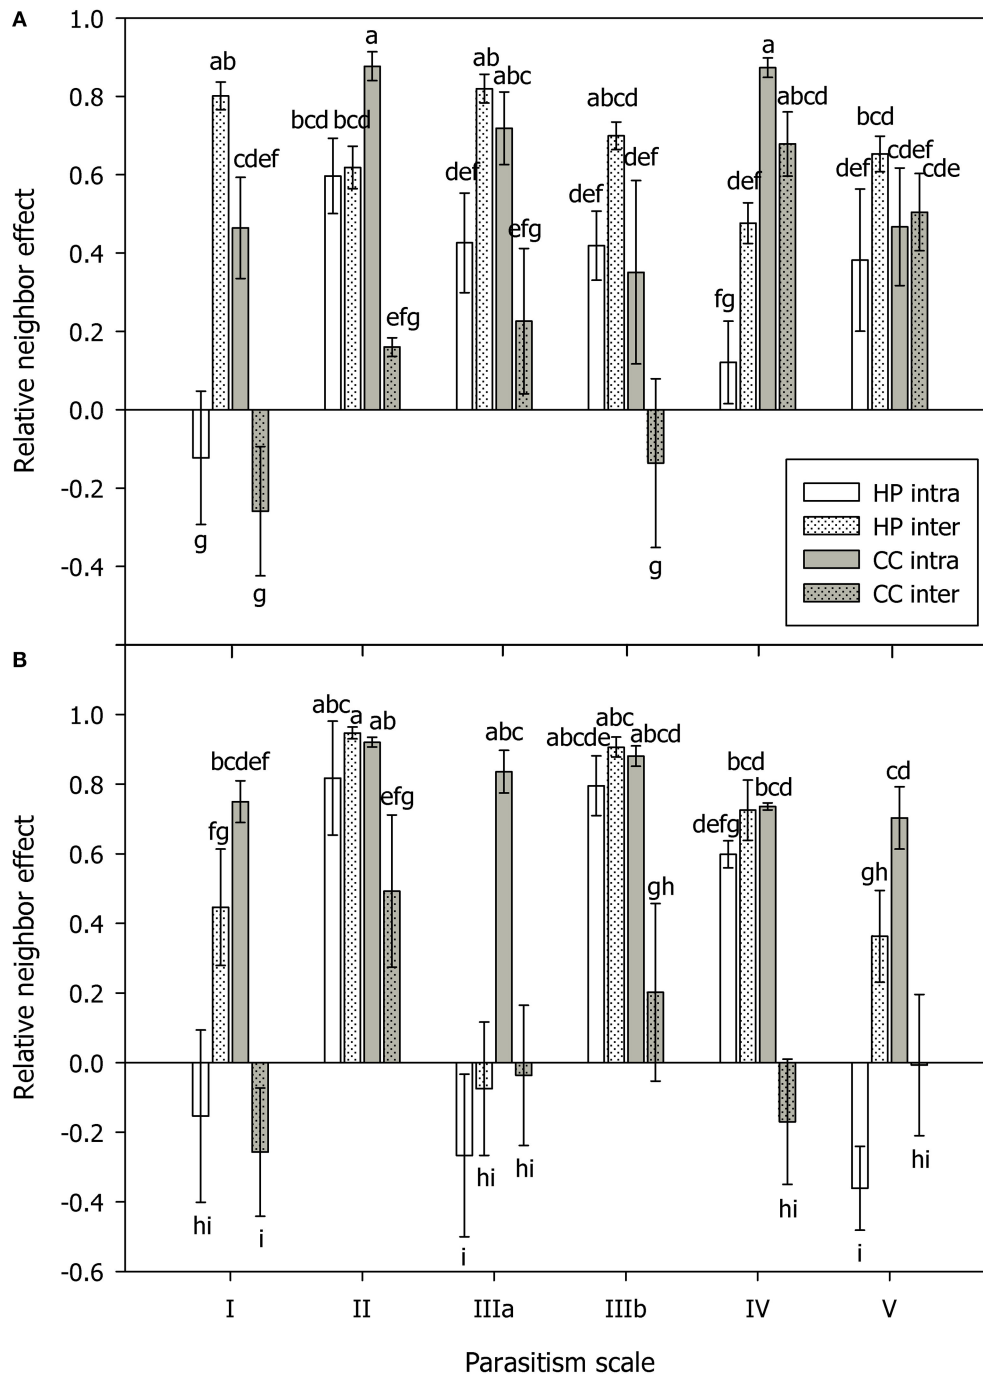 A
1.0
0.8
0.6
0.4
0.2
0.0
-0.2
-0.4
Relative neighbor effect
ab
cdef
g
g
bcd bcd
a
efg
def
ab
abc
efg
def
abcd
def
g
fg
def
a
abcd
def
bcd
cdef
cde
HP intra
HP inter
CC intra
CC inter
B
1.0
0.8
0.6
0.4
0.2
0.0
-0.2
-0.4
-0.6
Relative neighbor effect
hi
fg
bcdef
i
abc
a
ab
efg
i
hi
abc
hi
abcde
abc
abcd
gh
defg
bcd
bcd
hi
i
gh
cd
hi
I II IIIa IIIb IV V
Parasitism scale